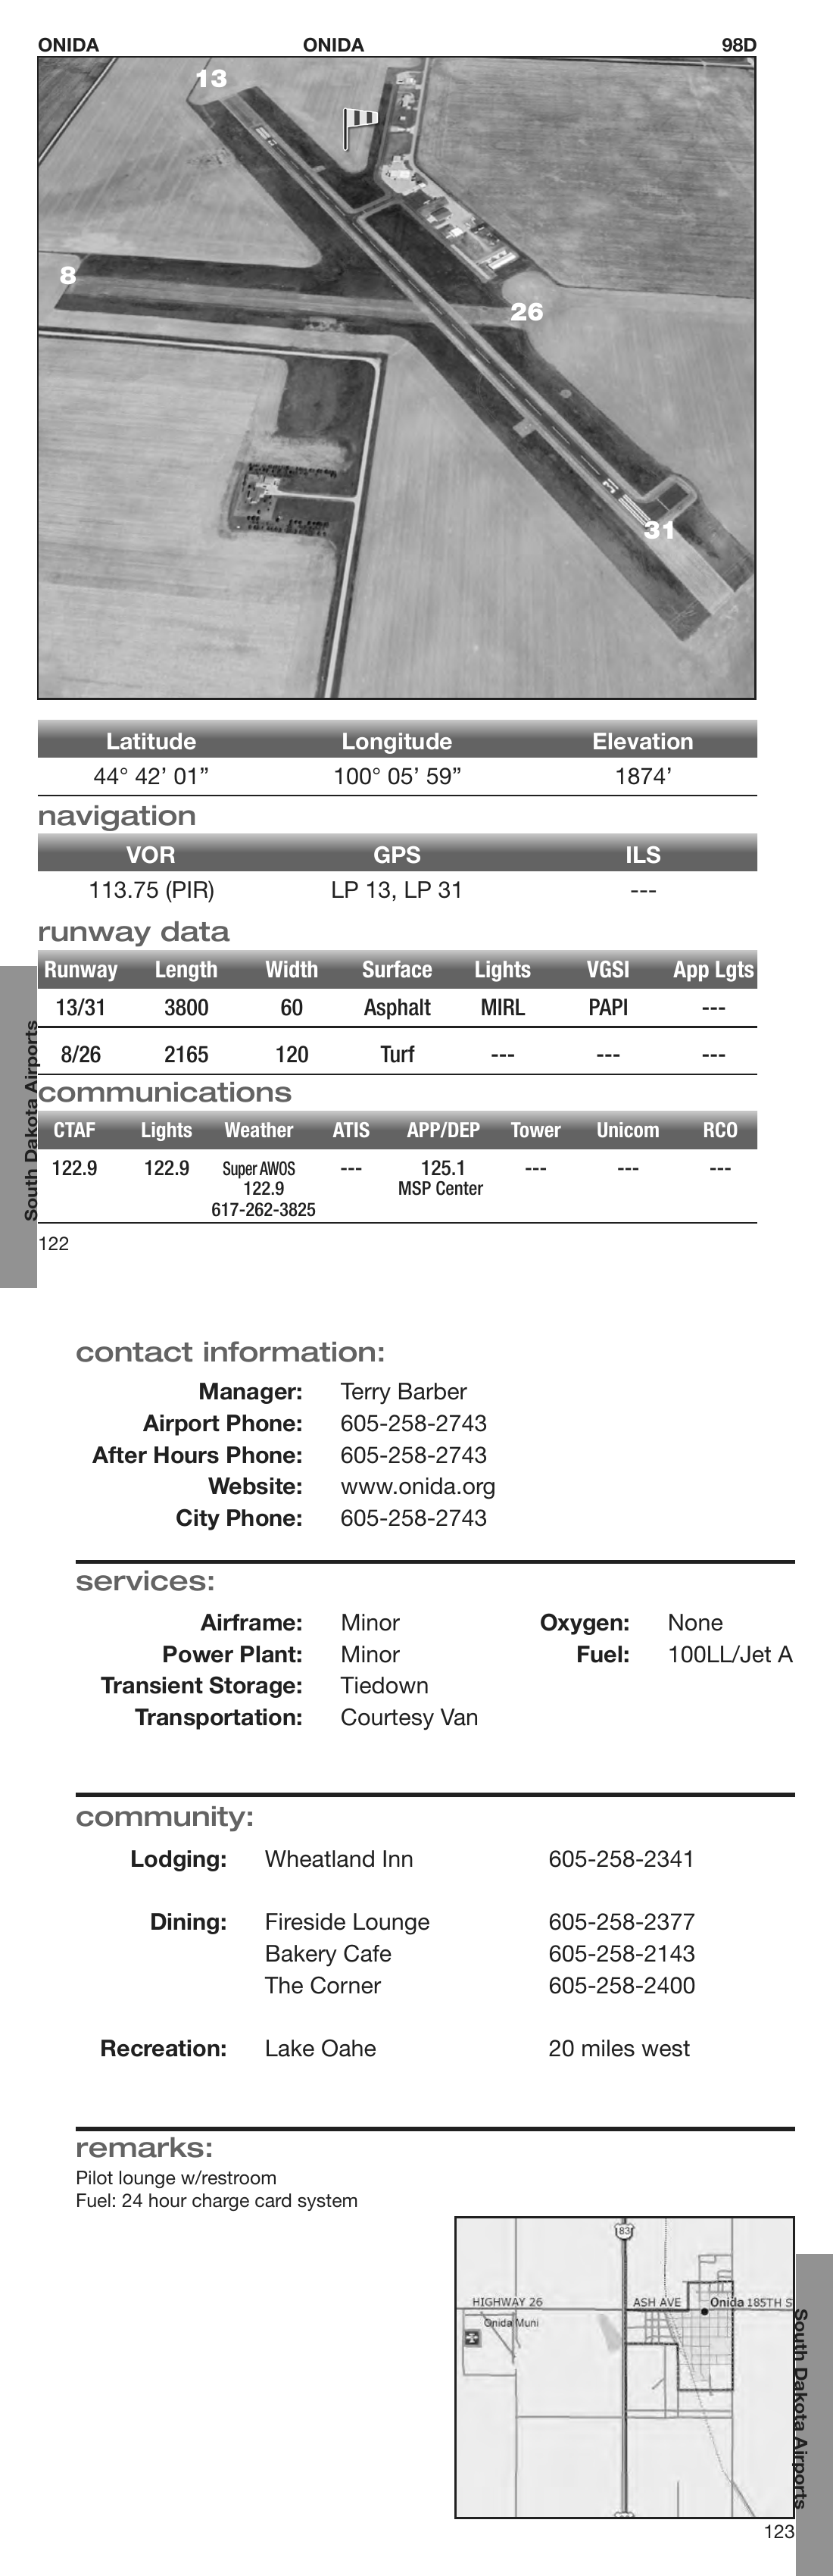 ONIDA ONIDA 98D
13
8
26
31
Latitude Longitude Elevation
44° 42’ 01” 100° 05’ 59” 1874’
navigation
VOR GPS ILS
113.75 (PIR) LP 13, LP 31 ---
runway data
Runway Length Width Surface Lights VGSI App Lgts
13/31 3800 60 Asphalt MIRL PAPI ---
8/26 2165 120 Turf --- --- ---
communications
CTAF Lights Weather ATIS APP/DEP Tower Unicom RCO
122.9 122.9 Super AWOS --- 125.1 --- --- ---
122.9 MSP Center
617-262-3825
South Dakota Airports
122
contact information:
Manager: Terry Barber
Airport Phone: 605-258-2743
After Hours Phone: 605-258-2743
Website: www.onida.org
City Phone: 605-258-2743
services:
Airframe: Minor Oxygen: None
Power Plant: Minor Fuel: 100LL/Jet A
Transient Storage: Tiedown
Transportation: Courtesy Van
community:
Lodging: Wheatland Inn 605-258-2341
Dining: Fireside Lounge 605-258-2377
Bakery Cafe 605-258-2143
The Corner 605-258-2400
Recreation: Lake Oahe 20 miles west
remarks:
Pilot lounge w/restroom
Fuel: 24 hour charge card system
83
HIGHWAY 26 ASH AVE Onida 185TH S
Onida Muni
South Dakota Airports
123